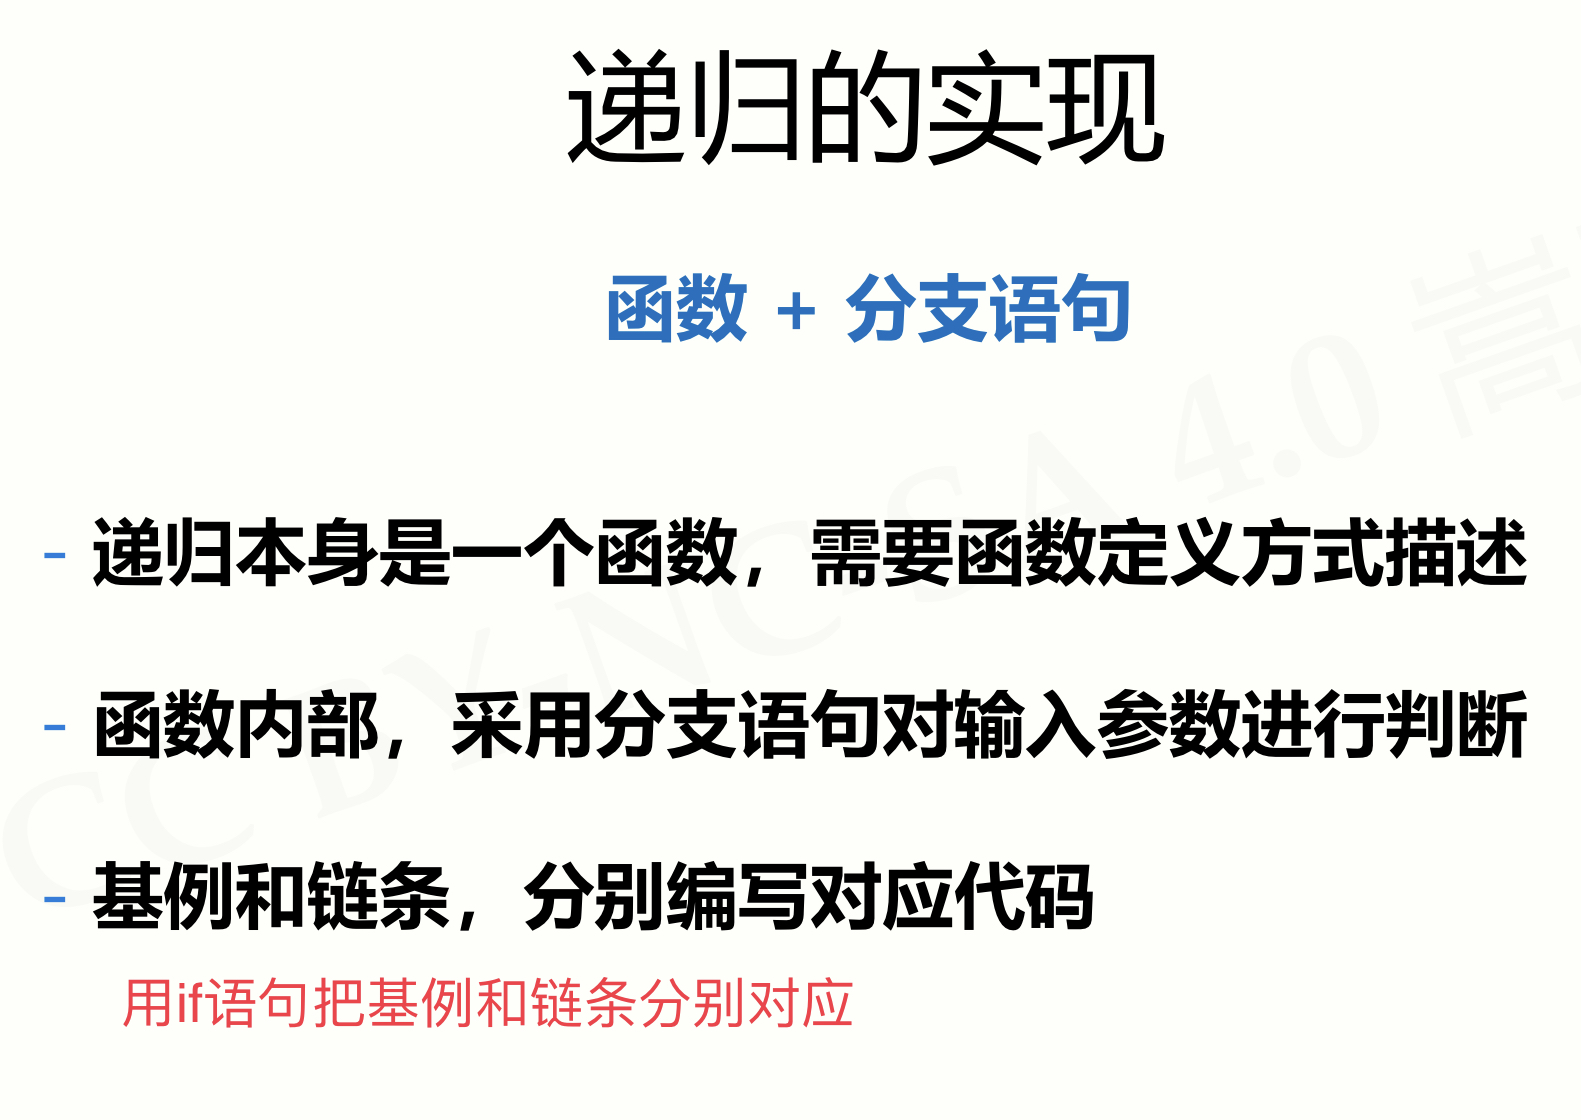 递归的实现
函数 + 分支语句
- 递归本身是一个函数，需要函数定义方式描述
- 函数内部，采用分支语句对输入参数进行判断
- 基例和链条，分别编写对应代码
用if语句把基例和链条分别对应
CC BY-NC-SA 4.0 嵩